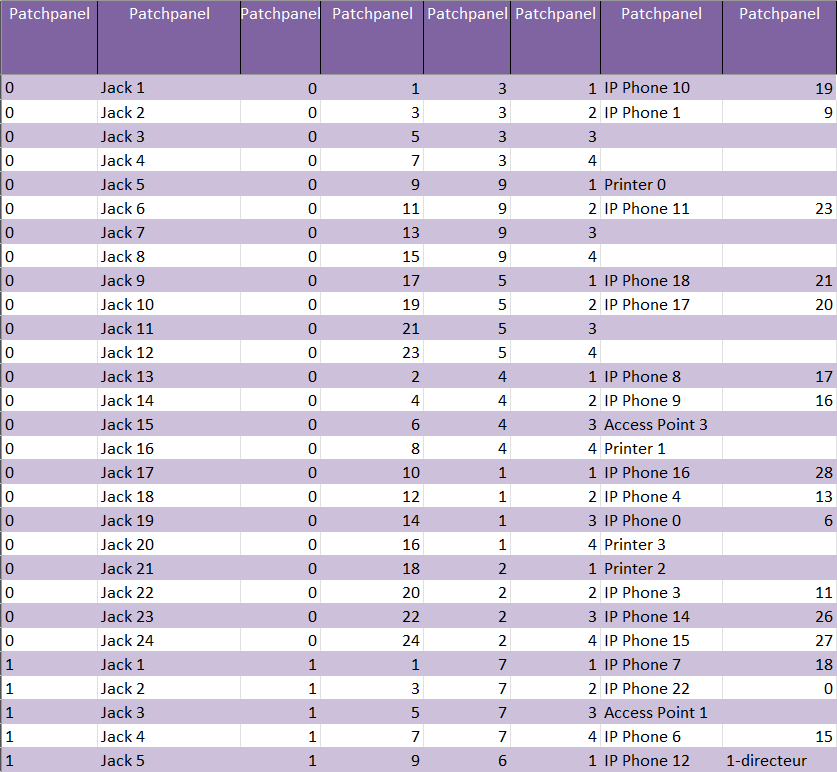 Patchpanel Patchpanel Patchpanel Patchpanel Patchpanel Patchpanel Patchpanel Patchpanel
0 Jack 1 0 1 3 1 IP Phone 10 19
0 Jack 2 0 3 3 2 IP Phone 1 9
0 Jack 3 0 5 3 3
0 Jack 4 0 7 3 4
0 Jack 5 0 9 9 1 Printer 0
0 Jack 6 0 11 9 2 IP Phone 11 23
0 Jack 7 0 13 9 3
0 Jack 8 0 15 9 4
0 Jack 9 0 17 5 1 IP Phone 18 21
0 Jack 10 0 19 5 2 IP Phone 17 20
0 Jack 11 0 21 5 3
0 Jack 12 0 23 5 4
0 Jack 13 0 2 4 1 IP Phone 8 17
0 Jack 14 0 4 4 2 IP Phone 9 16
0 Jack 15 0 6 4 3 Access Point 3
0 Jack 16 0 8 4 4 Printer 1
0 Jack 17 0 10 1 1 IP Phone 16 28
0 Jack 18 0 12 1 2 IP Phone 4 13
0 Jack 19 0 14 1 3 IP Phone 0 6
0 Jack 20 0 16 1 4 Printer 3
0 Jack 21 0 18 2 1 Printer 2
0 Jack 22 0 20 2 2 IP Phone 3 11
0 Jack 23 0 22 2 3 IP Phone 14 26
0 Jack 24 0 24 2 4 IP Phone 15 27
1 Jack 1 1 1 7 1 IP Phone 7 18
1 Jack 2 1 3 7 2 IP Phone 22 0
1 Jack 3 1 5 7 3 Access Point 1
1 Jack 4 1 7 7 4 IP Phone 6 15
1 Jack 5 1 9 6 1 IP Phone 12 1-directeur